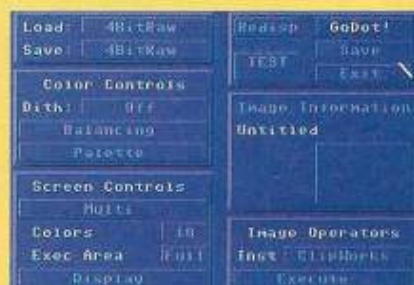 Load: 4BitRaw
Save: 4BitRaw
Color Controls
Dith: Off
Balancing
Palette
Screen Controls
Multi
Colors 16
Exec Area Full
Display
Redisp GoDot!
TEST Save
Exit
Image Information
Untitled
Image Operators
Inst: ClipWorks
Execute